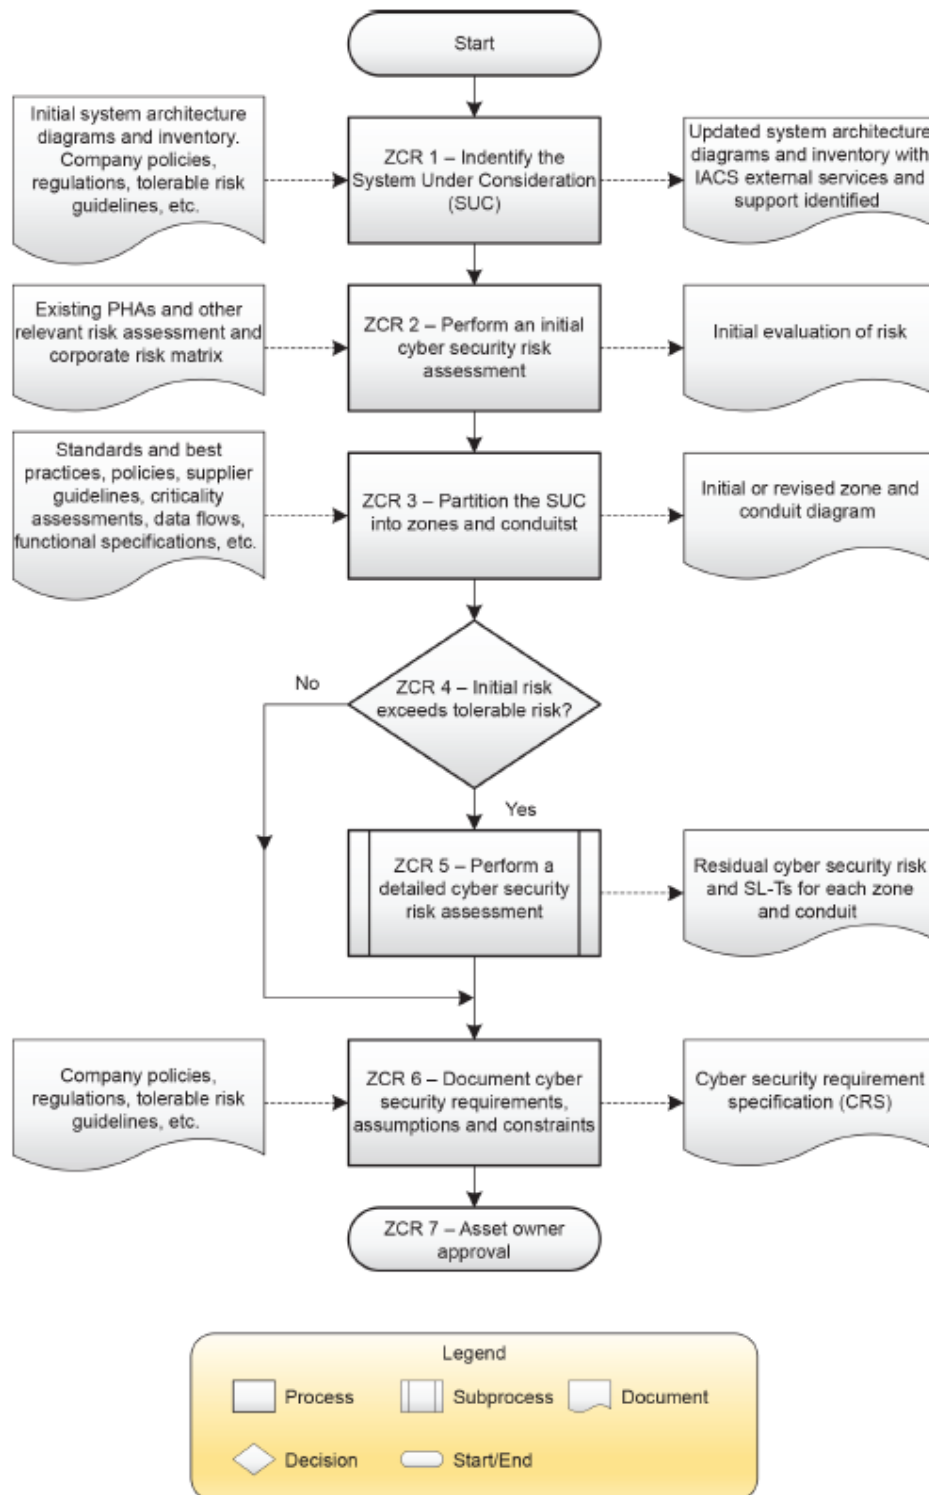 Start
Initial system architecture
diagrams and inventory.
Company policies,
regulations, tolerable risk
guidelines, etc.
ZCR 1 – Indentify the
System Under Consideration
(SUC)
Updated system architecture
diagrams and inventory with
IACS external services and
support identified
Existing PHAs and other
relevant risk assessment and
corporate risk matrix
ZCR 2 – Perform an initial
cyber security risk
assessment
Initial evaluation of risk
Standards and best
practices, policies, supplier
guidelines, criticality
assessments, data flows,
functional specifications, etc.
ZCR 3 – Partition the SUC
into zones and conduitst
Initial or revised zone and
conduit diagram
No
ZCR 4 – Initial risk
exceeds tolerable risk?
Yes
ZCR 5 – Perform a
detailed cyber security
risk assessment
Residual cyber security risk
and SL-Ts for each zone
and conduit
Company policies,
regulations, tolerable risk
guidelines, etc.
ZCR 6 – Document cyber
security requirements,
assumptions and constraints
Cyber security requirement
specification (CRS)
ZCR 7 – Asset owner
approval
Legend
Process
Subprocess
Document
Decision
Start/End